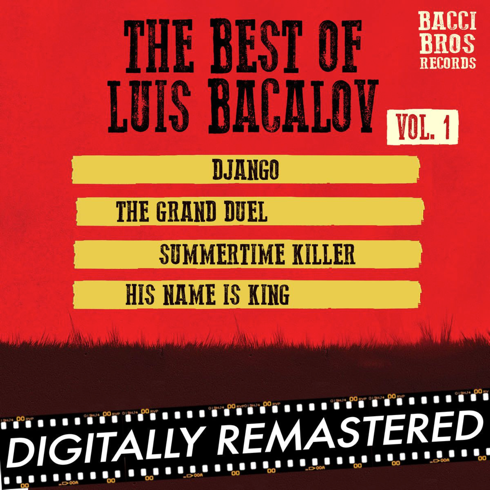 THE BEST OF
LUIS BACALOV
BACCI
BROS
RECORDS
VOL. 1
DJANGO
THE GRAND DUEL
SUMMERTIME KILLER
HIS NAME IS KING
DIGITALLY REMASTERED